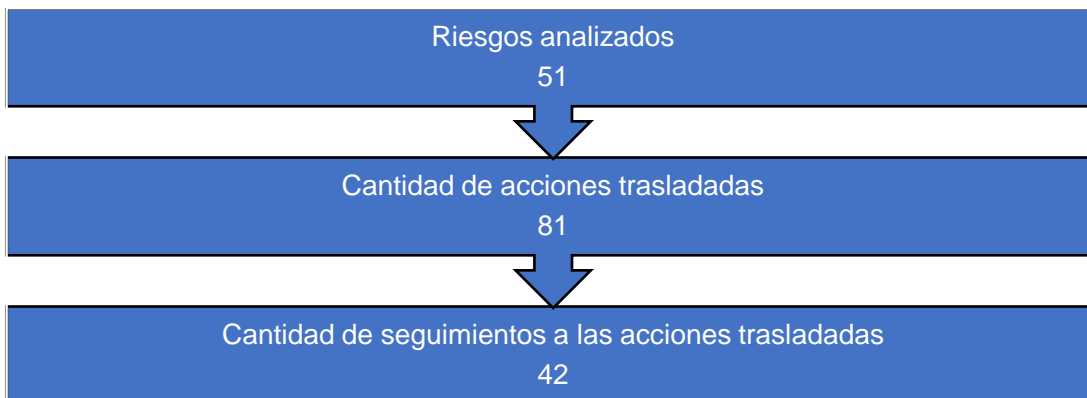 Riesgos analizados
51
Cantidad de acciones trasladadas
81
Cantidad de seguimientos a las acciones trasladadas
42